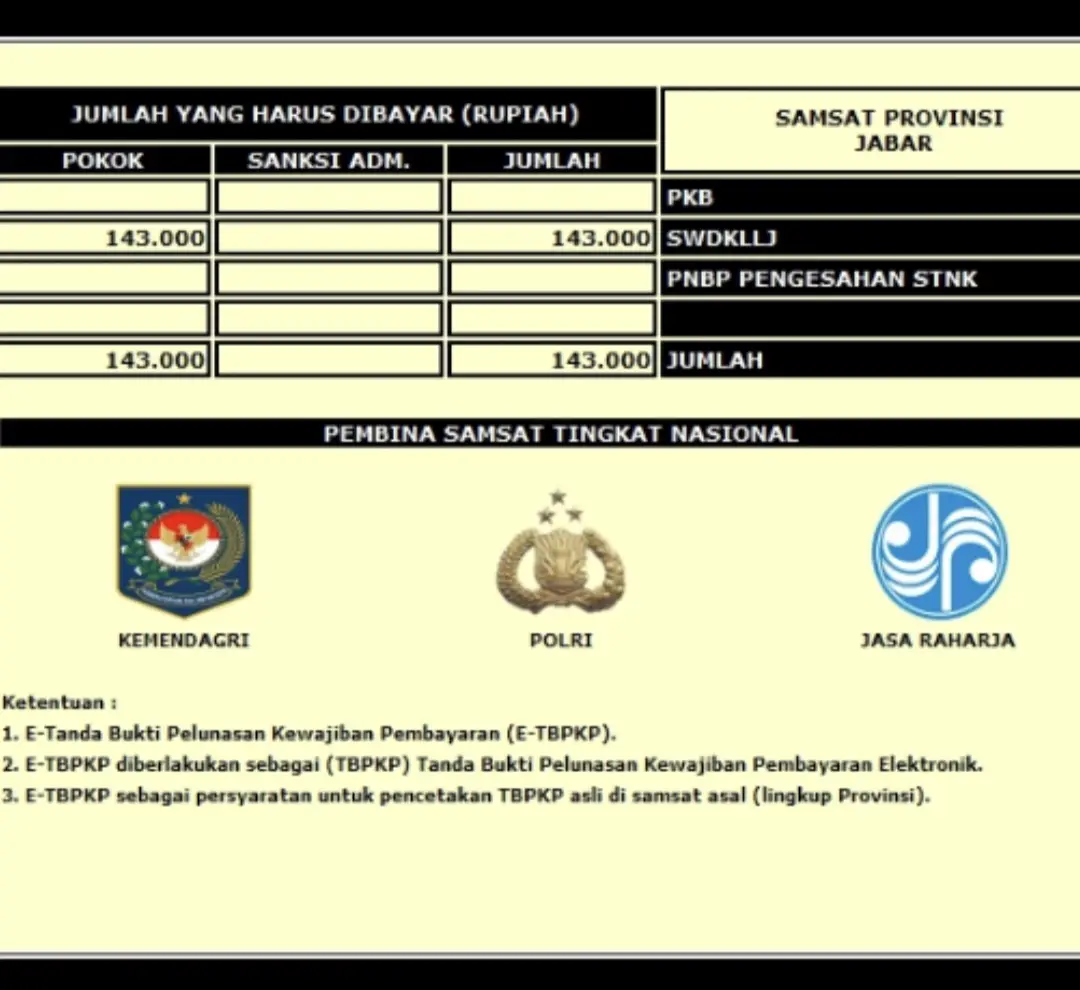 JUMLAH YANG HARUS DIBAYAR (RUPIAH)
SAMSAT PROVINSI
JABAR
POKOK SANKSI ADM. JUMLAH
PKB
143.000 143.000 SWDKLLJ
PNBP PENGESAHAN STNK
143.000 143.000 JUMLAH
PEMBINA SAMSAT TINGKAT NASIONAL
KEMENDAGRI POLRI JASA RAHARJA
Ketentuan :
1. E-Tanda Bukti Pelunasan Kewajiban Pembayaran (E-TBPKP).
2. E-TBPKP diberlakukan sebagai (TBPKP) Tanda Bukti Pelunasan Kewajiban Pembayaran Elektronik.
3. E-TBPKP sebagai persyaratan untuk pencetakan TBPKP asli di samsat asal (lingkup Provinsi).